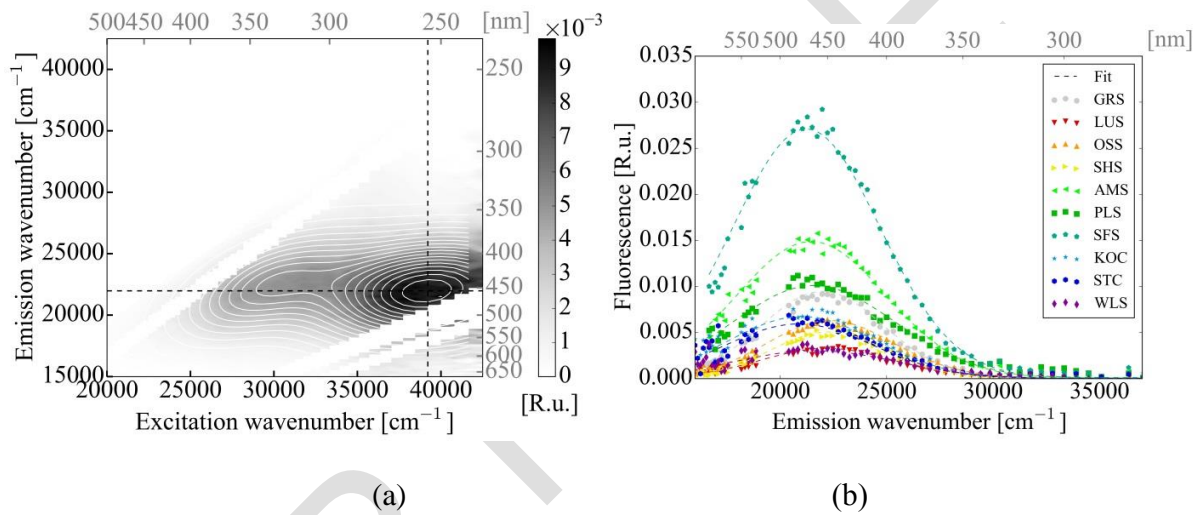 500450 400 350 300 250 [nm]
×10⁻³
Emission wavenumber [cm⁻¹]
40000
35000
30000
25000
20000
15000
250
300
350
400
450
500
550
600
650
9
8
7
6
5
4
3
2
1
0
20000 25000 30000 35000 40000
[R.u.]
Excitation wavenumber [cm⁻¹]
(a)
550 500 450 400 350 300 [nm]
Fluorescence [R.u.]
0.035
0.030
0.025
0.020
0.015
0.010
0.005
0.000
Fit
GRS
LUS
OSS
SHS
AMS
PLS
SFS
KOC
STC
WLS
20000 25000 30000 35000
Emission wavenumber [cm⁻¹]
(b)